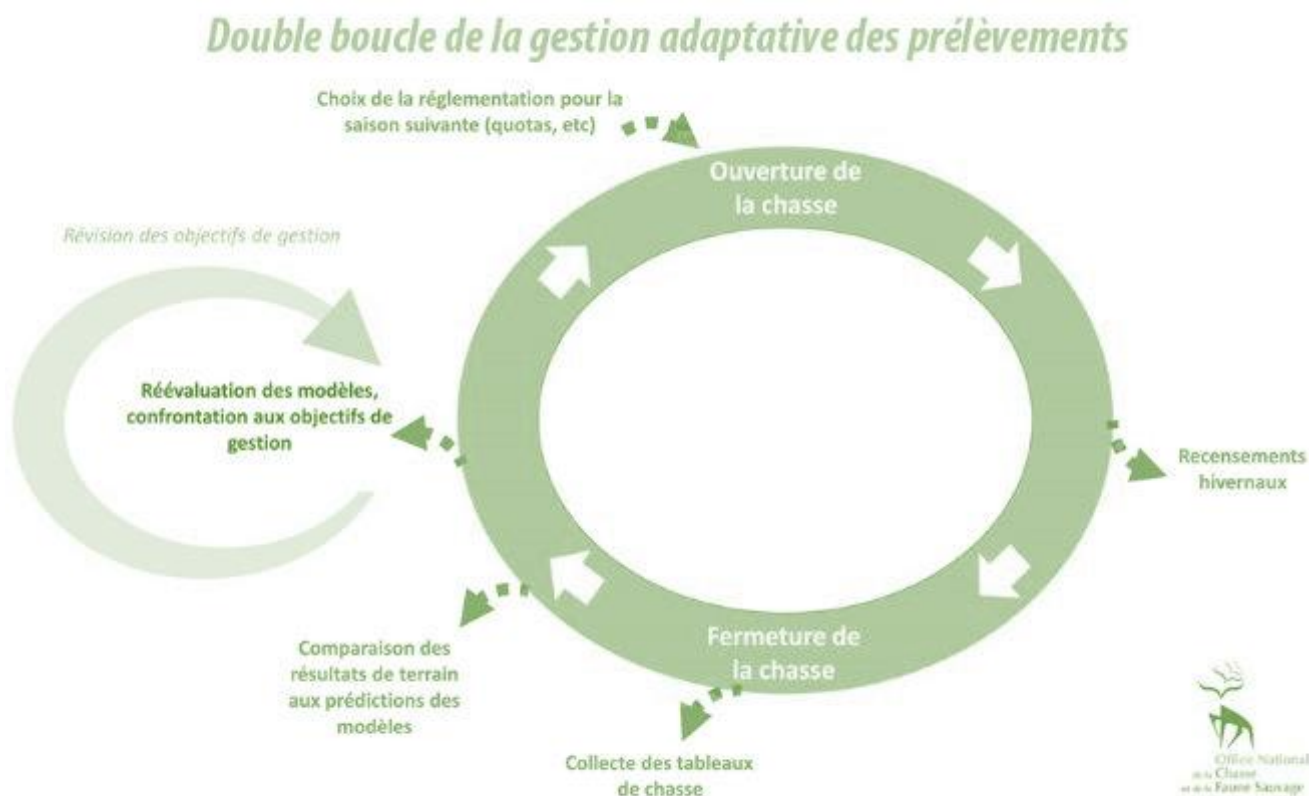 Double boucle de la gestion adaptative des prélèvements
Choix de la réglementation pour la
saison suivante (quotas, etc)
Ouverture de
la chasse
Révision des objectifs de gestion
Réévaluation des modèles,
confrontation aux objectifs de
gestion
Recensements
hivernaux
Fermeture de
la chasse
Comparaison des
résultats de terrain
aux prédictions des
modèles
Collecte des tableaux
de chasse
Office National
de la Chasse
et de la Faune Sauvage